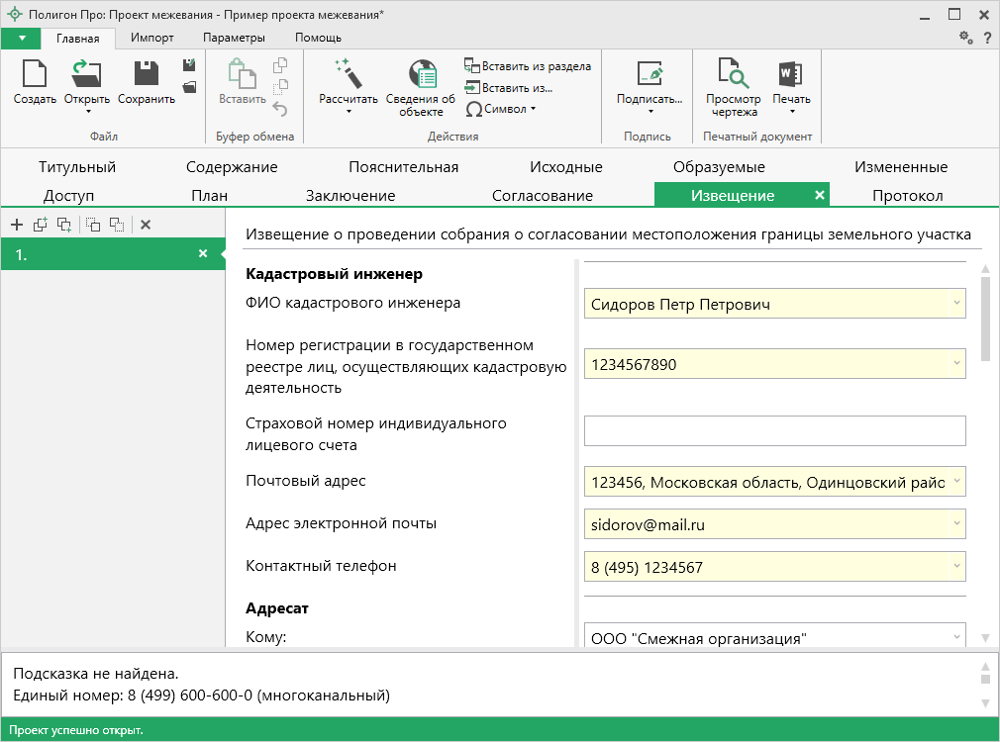 Полигон Про: Проект межевания - Пример проекта межевания*
Главная Импорт Параметры Помощь
?
Создать Открыть Сохранить Вставить Рассчитать Сведения об объекте Вставить из раздела
Вставить из...
Символ
Подписать... Просмотр чертежа Печать
Файл Буфер обмена Действия Подпись Печатный документ
Титульный Содержание Пояснительная Исходные Образуемые Измененные
Доступ План Заключение Согласование Извещение Протокол
1.
Извещение о проведении собрания о согласовании местоположения границы земельного участка
Кадастровый инженер
ФИО кадастрового инженера Сидоров Петр Петрович
Номер регистрации в государственном
реестре лиц, осуществляющих кадастровую
деятельность
1234567890
Страховой номер индивидуального
лицевого счета
Почтовый адрес 123456, Московская область, Одинцовский райо
Адрес электронной почты sidorov@mail.ru
Контактный телефон 8 (495) 1234567
Адресат
Кому: ООО "Смежная организация"
Подсказка не найдена.
Единый номер: 8 (499) 600-600-0 (многоканальный)
Проект успешно открыт.